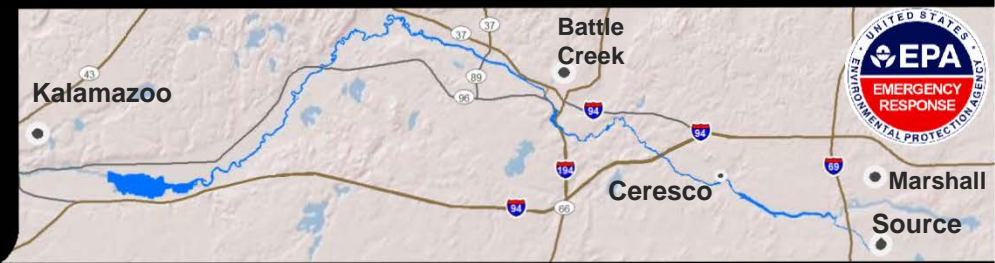 Kalamazoo
43
Battle
Creek
37
37
89
96
94
94
194
94
66
69
Ceresco
Marshall
Source
UNITED STATES
EPA
EMERGENCY
RESPONSE
ENVIRONMENTAL PROTECTION AGENCY